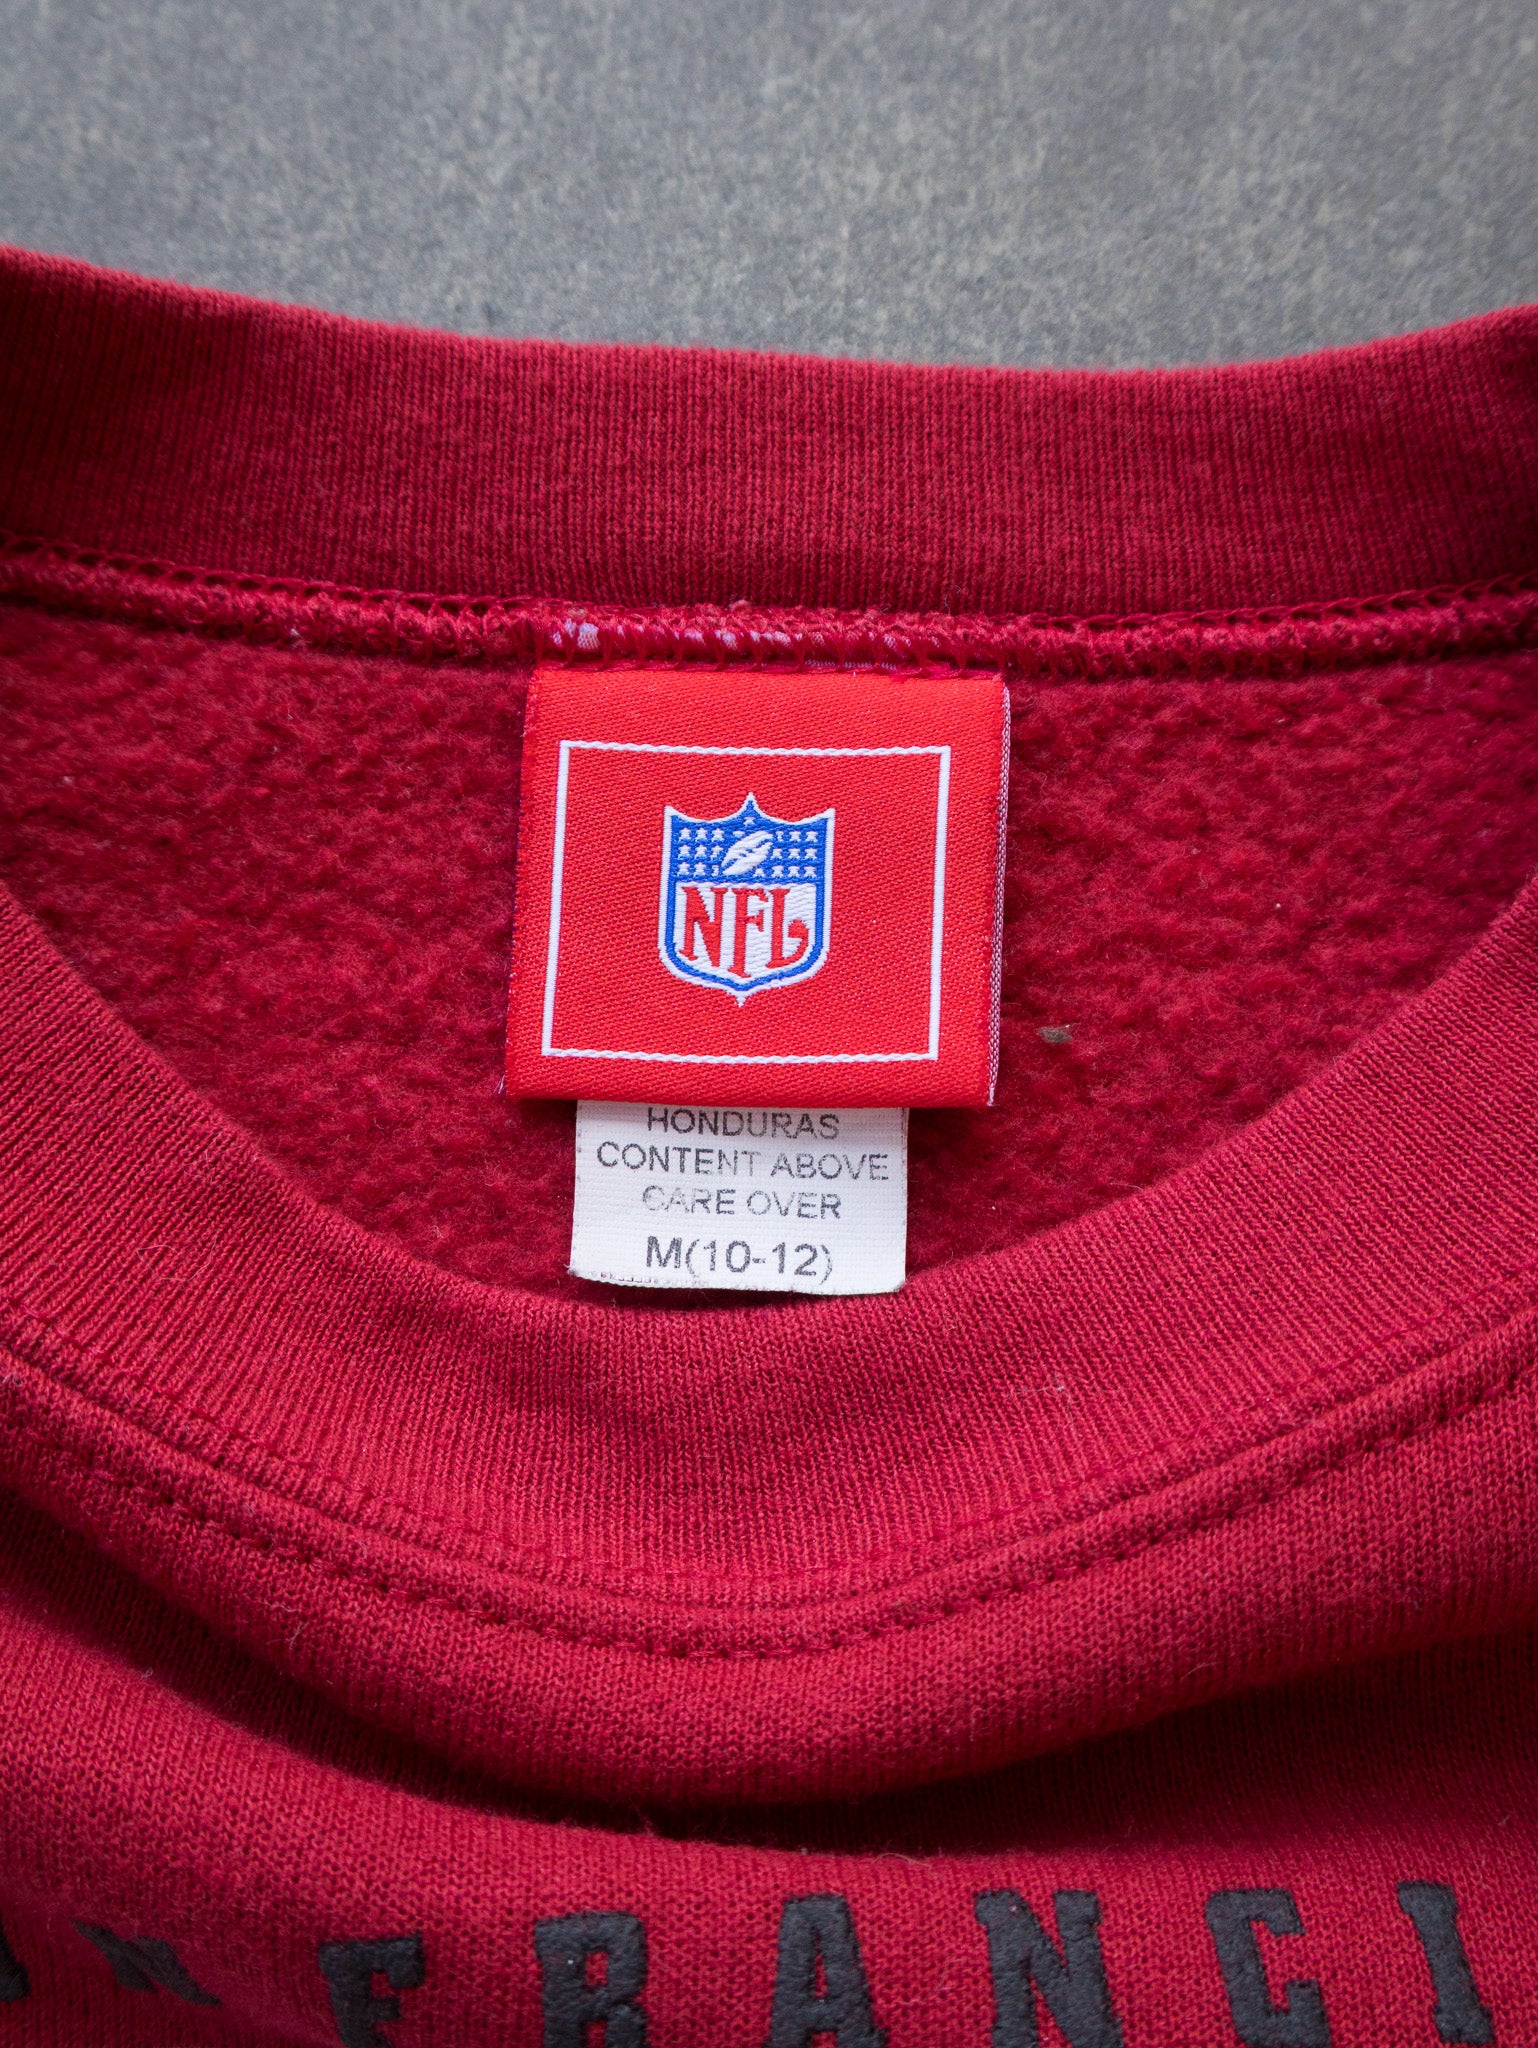 NFL
HONDURAS
CONTENT ABOVE
CARE OVER
M(10-12)
N FRANCI